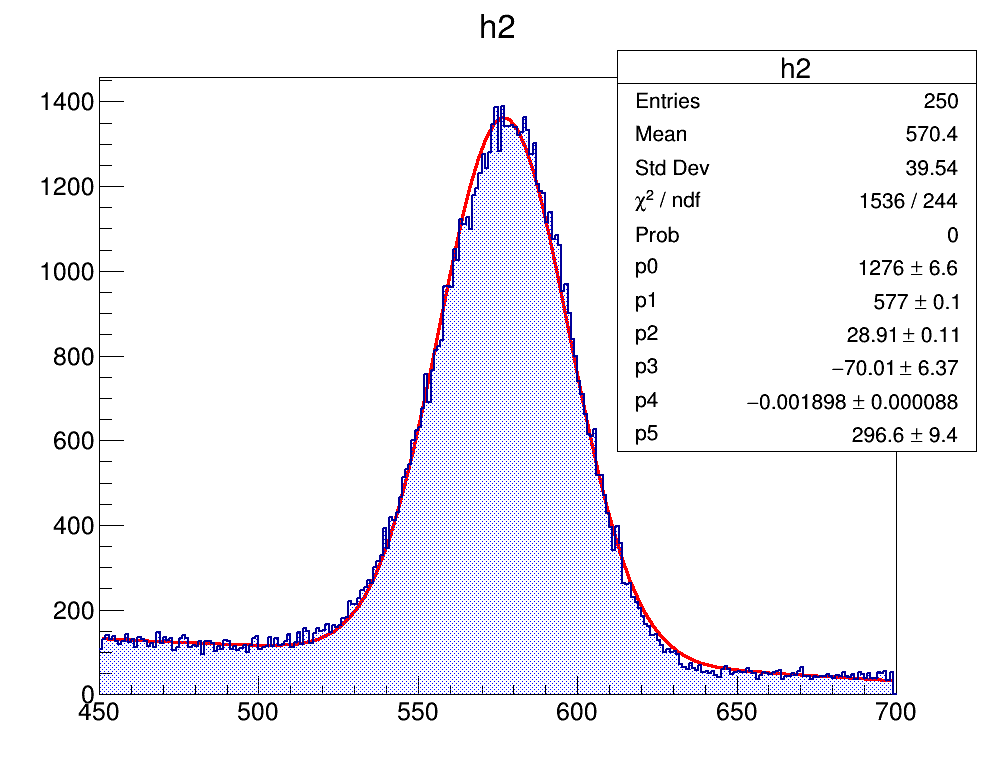 h2
h2
Entries 250
Mean 570.4
Std Dev 39.54
χ² / ndf 1536 / 244
Prob 0
p0 1276 ± 6.6
p1 577 ± 0.1
p2 28.91 ± 0.11
p3 −70.01 ± 6.37
p4 −0.001898 ± 0.000088
p5 296.6 ± 9.4
1400
1200
1000
800
600
400
200
0
450 500 550 600 650 700